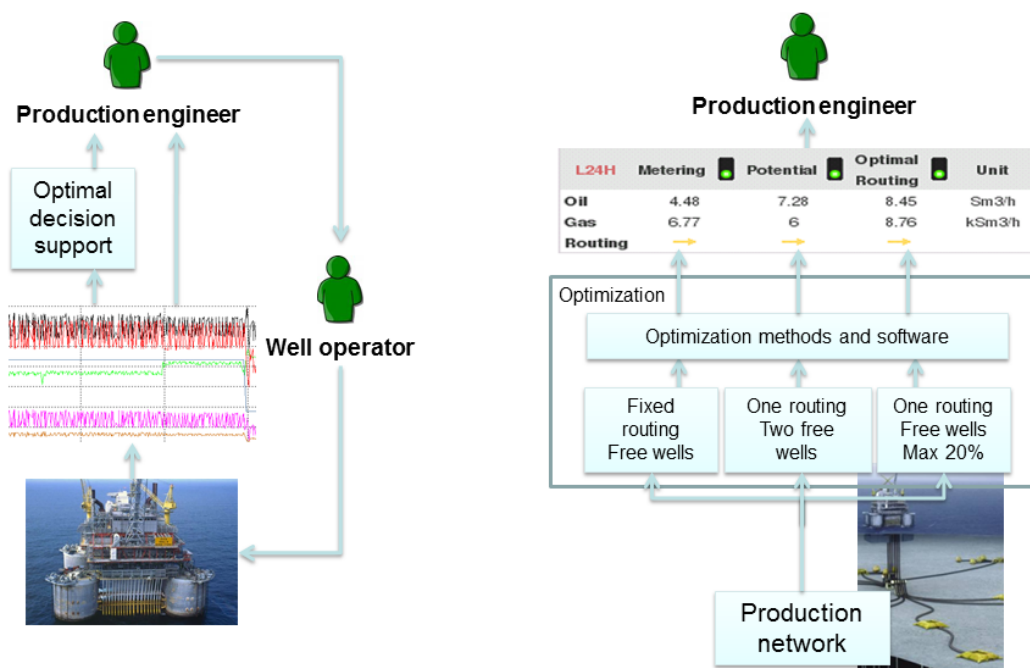 Production engineer
Optimal
decision
support
Well operator
Production engineer
L24H Metering Potential Optimal Routing Unit
Oil 4.48 7.28 8.45 Sm3/h
Gas 6.77 6 8.76 kSm3/h
Routing
Optimization
Optimization methods and software
Fixed
routing
Free wells
One routing
Two free
wells
One routing
Free wells
Max 20%
Production
network